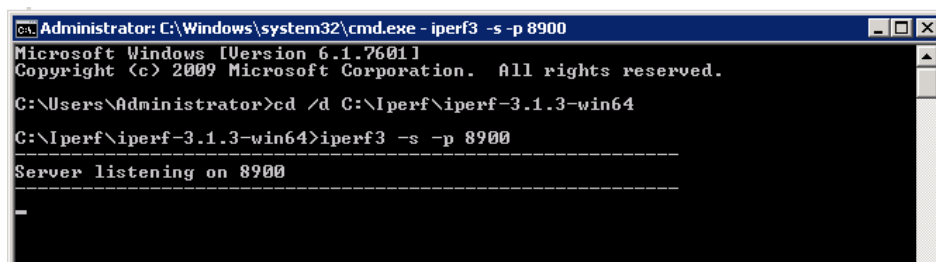 Administrator: C:\Windows\system32\cmd.exe - iperf3 -s -p 8900
Microsoft Windows [Version 6.1.7601]
Copyright (c) 2009 Microsoft Corporation.  All rights reserved.
C:\Users\Administrator>cd /d C:\Iperf\iperf-3.1.3-win64
C:\Iperf\iperf-3.1.3-win64>iperf3 -s -p 8900
-----------------------------------------------------------
Server listening on 8900
-----------------------------------------------------------